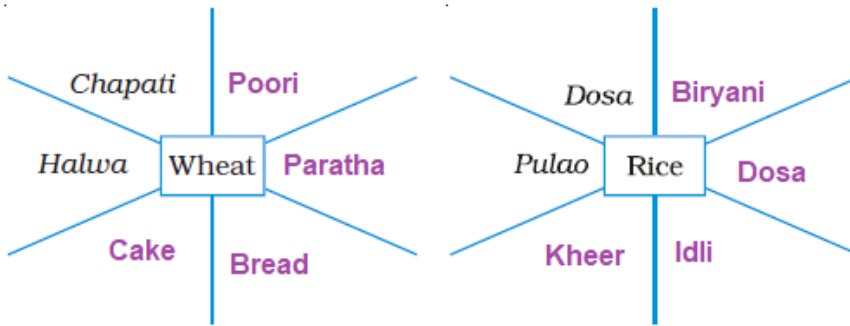 Chapati
Poori
Halwa
Wheat
Paratha
Cake
Bread
Dosa
Biryani
Pulao
Rice
Dosa
Kheer
Idli